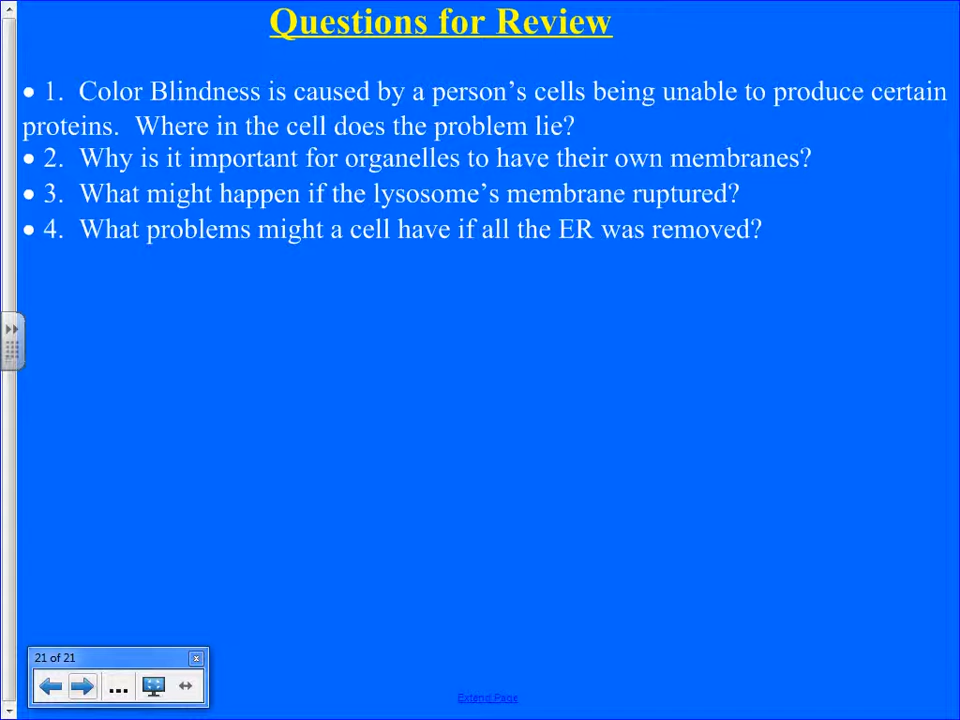 Questions for Review
• 1.  Color Blindness is caused by a person’s cells being unable to produce certain
proteins.  Where in the cell does the problem lie?
• 2.  Why is it important for organelles to have their own membranes?
• 3.  What might happen if the lysosome’s membrane ruptured?
• 4.  What problems might a cell have if all the ER was removed?
21 of 21
Extend Page